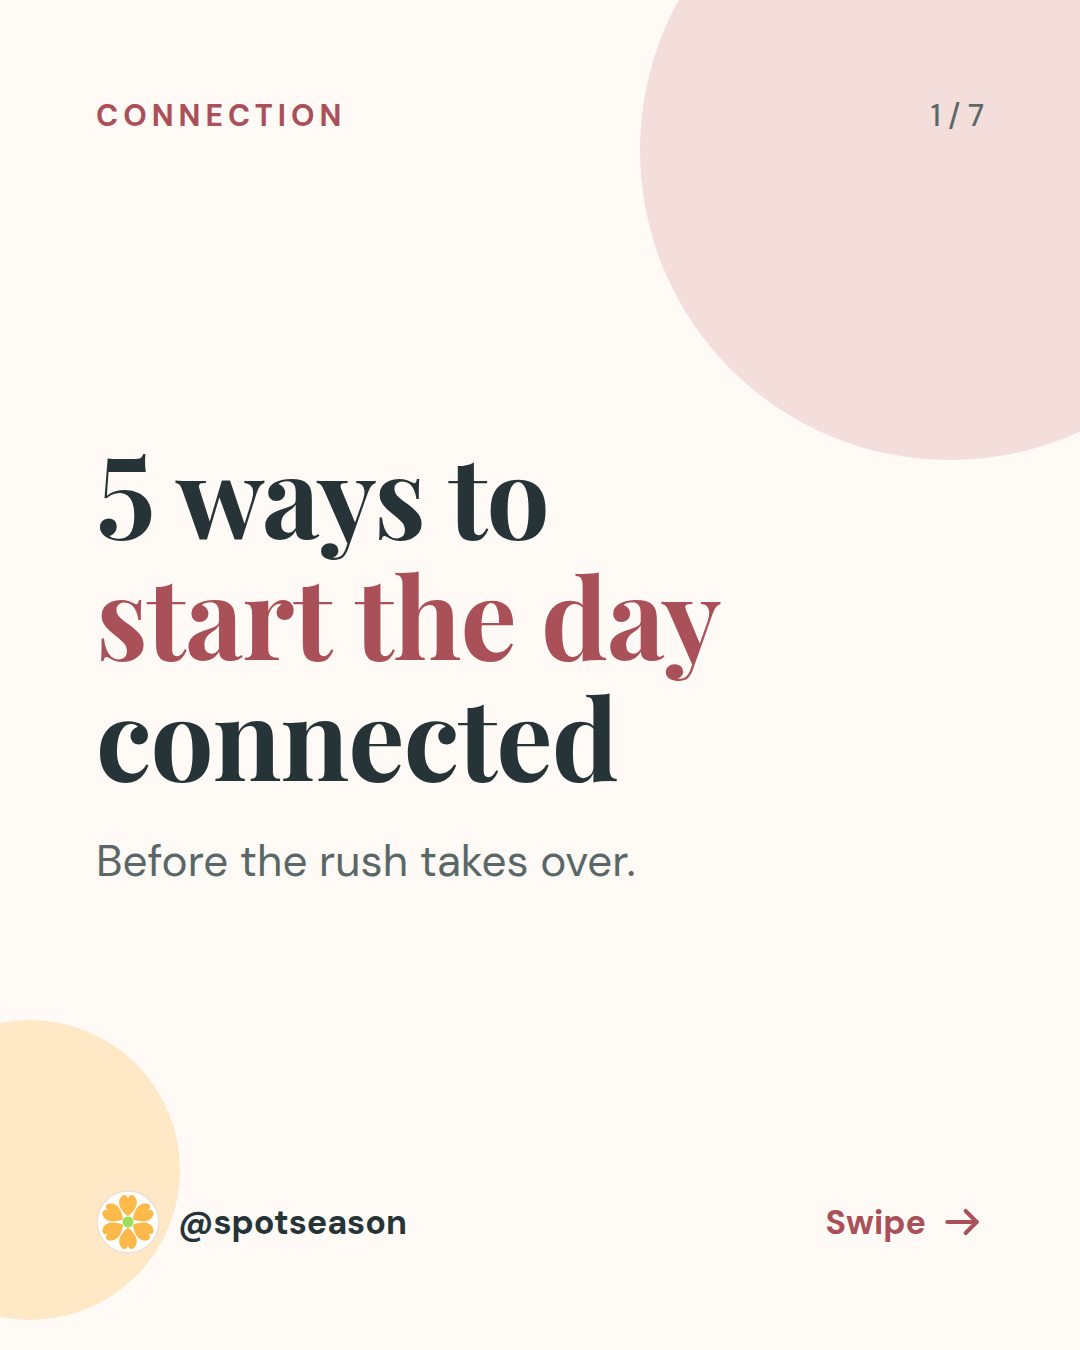 CONNECTION
1 / 7
5 ways to
start the day
connected
Before the rush takes over.
@spotseason
Swipe →